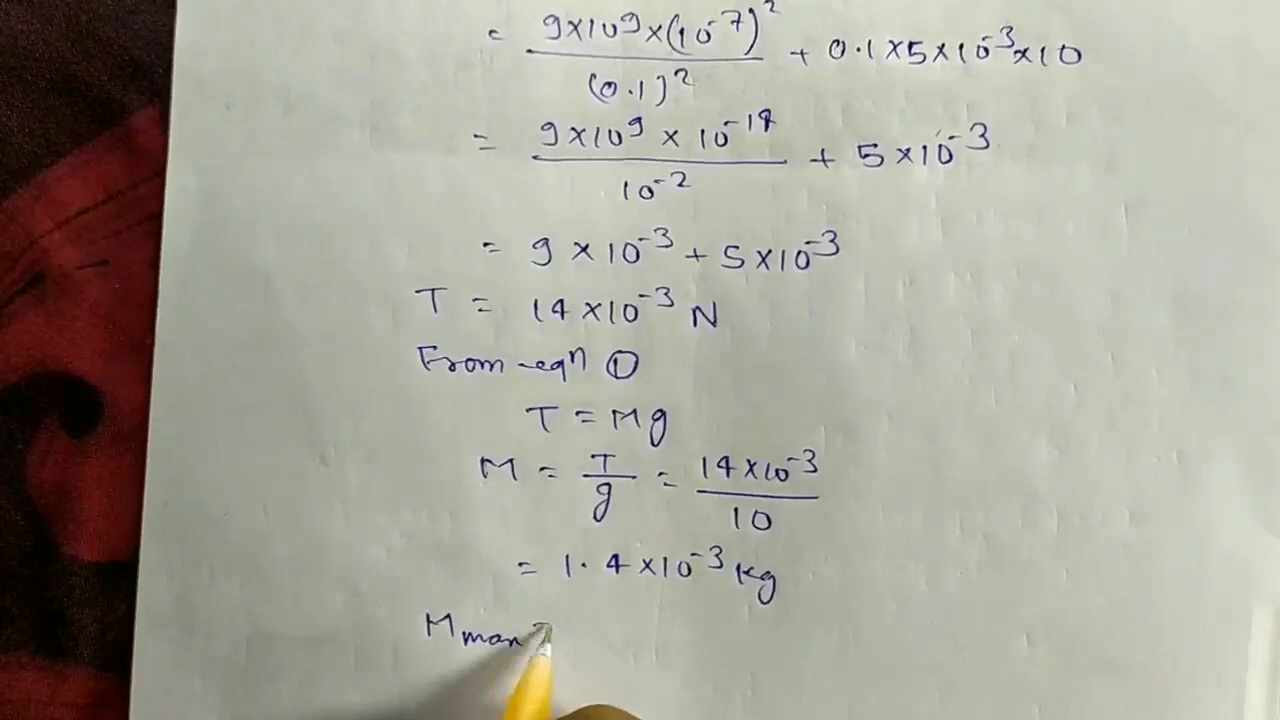 = 9×10⁹×(10⁻⁷)² / (0.1)² + 0.1×5×10⁻³×10
= 9×10⁹ × 10⁻¹⁴ / 10⁻² + 5×10⁻³
= 9 × 10⁻³ + 5×10⁻³
T = 14×10⁻³ N
From eqⁿ ①
T = Mg
M = T / g = 14×10⁻³ / 10
= 1.4×10⁻³ kg
M max =